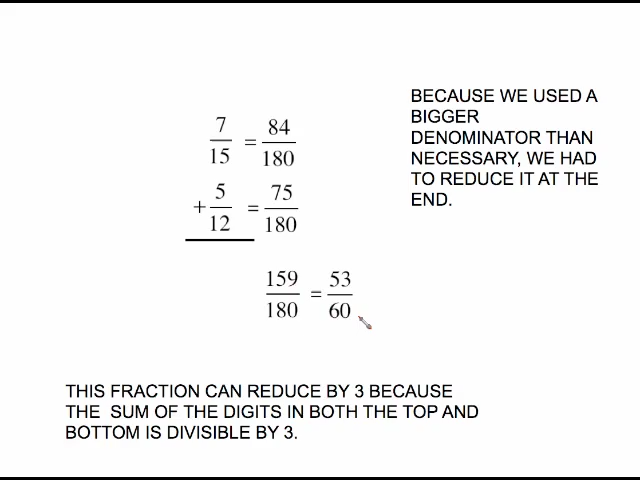 BECAUSE WE USED A
BIGGER
DENOMINATOR THAN
NECESSARY, WE HAD
TO REDUCE IT AT THE
END.
7/15 = 84/180
+ 5/12 = 75/180
159/180 = 53/60
THIS FRACTION CAN REDUCE BY 3 BECAUSE
THE SUM OF THE DIGITS IN BOTH THE TOP AND
BOTTOM IS DIVISIBLE BY 3.